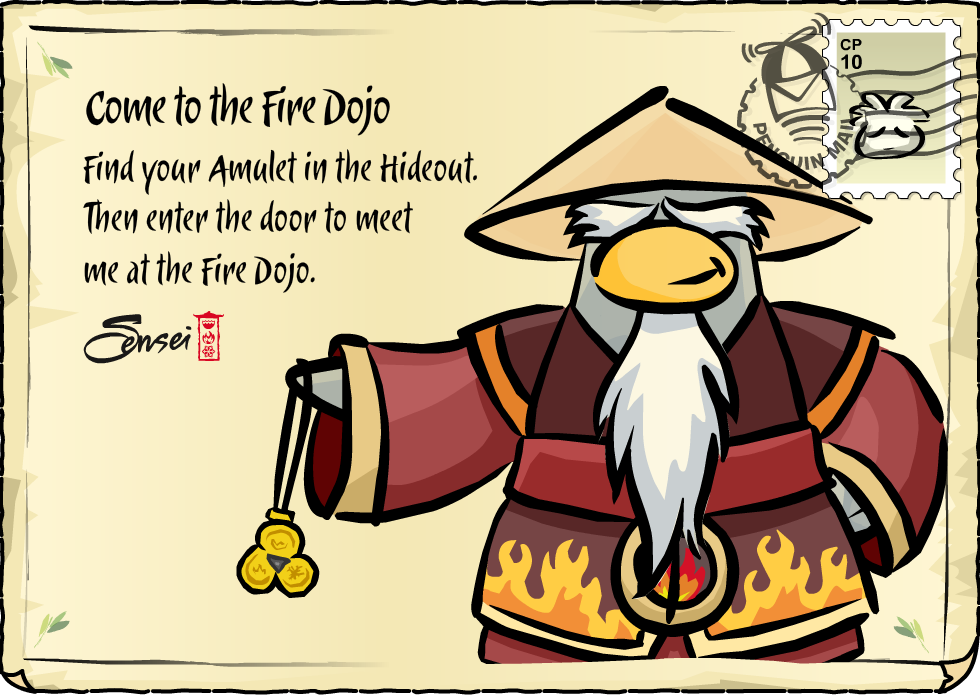 Come to the Fire Dojo
Find your Amulet in the Hideout.
Then enter the door to meet
me at the Fire Dojo.
Sensei
CP
10
PENGUIN MAIL